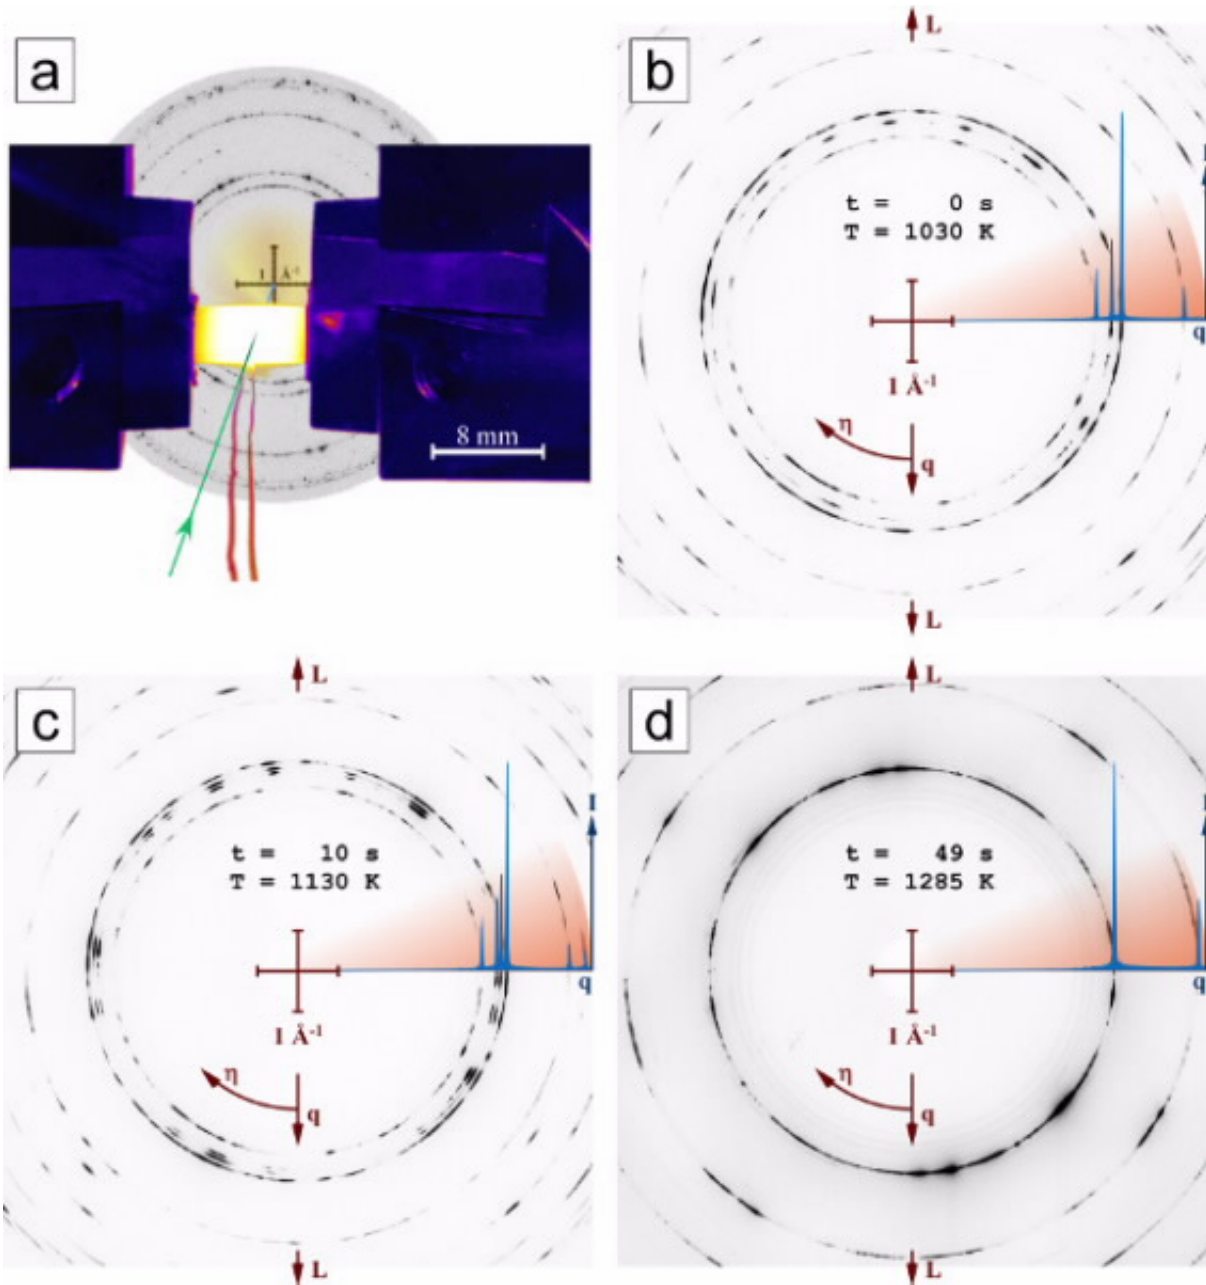 a
1 Å-1
8 mm
b
L
t = 0 s
T = 1030 K
I
q
1 Å-1
η
q
L
c
L
t = 10 s
T = 1130 K
I
q
1 Å-1
η
q
L
d
L
t = 49 s
T = 1285 K
I
q
1 Å-1
η
q
L